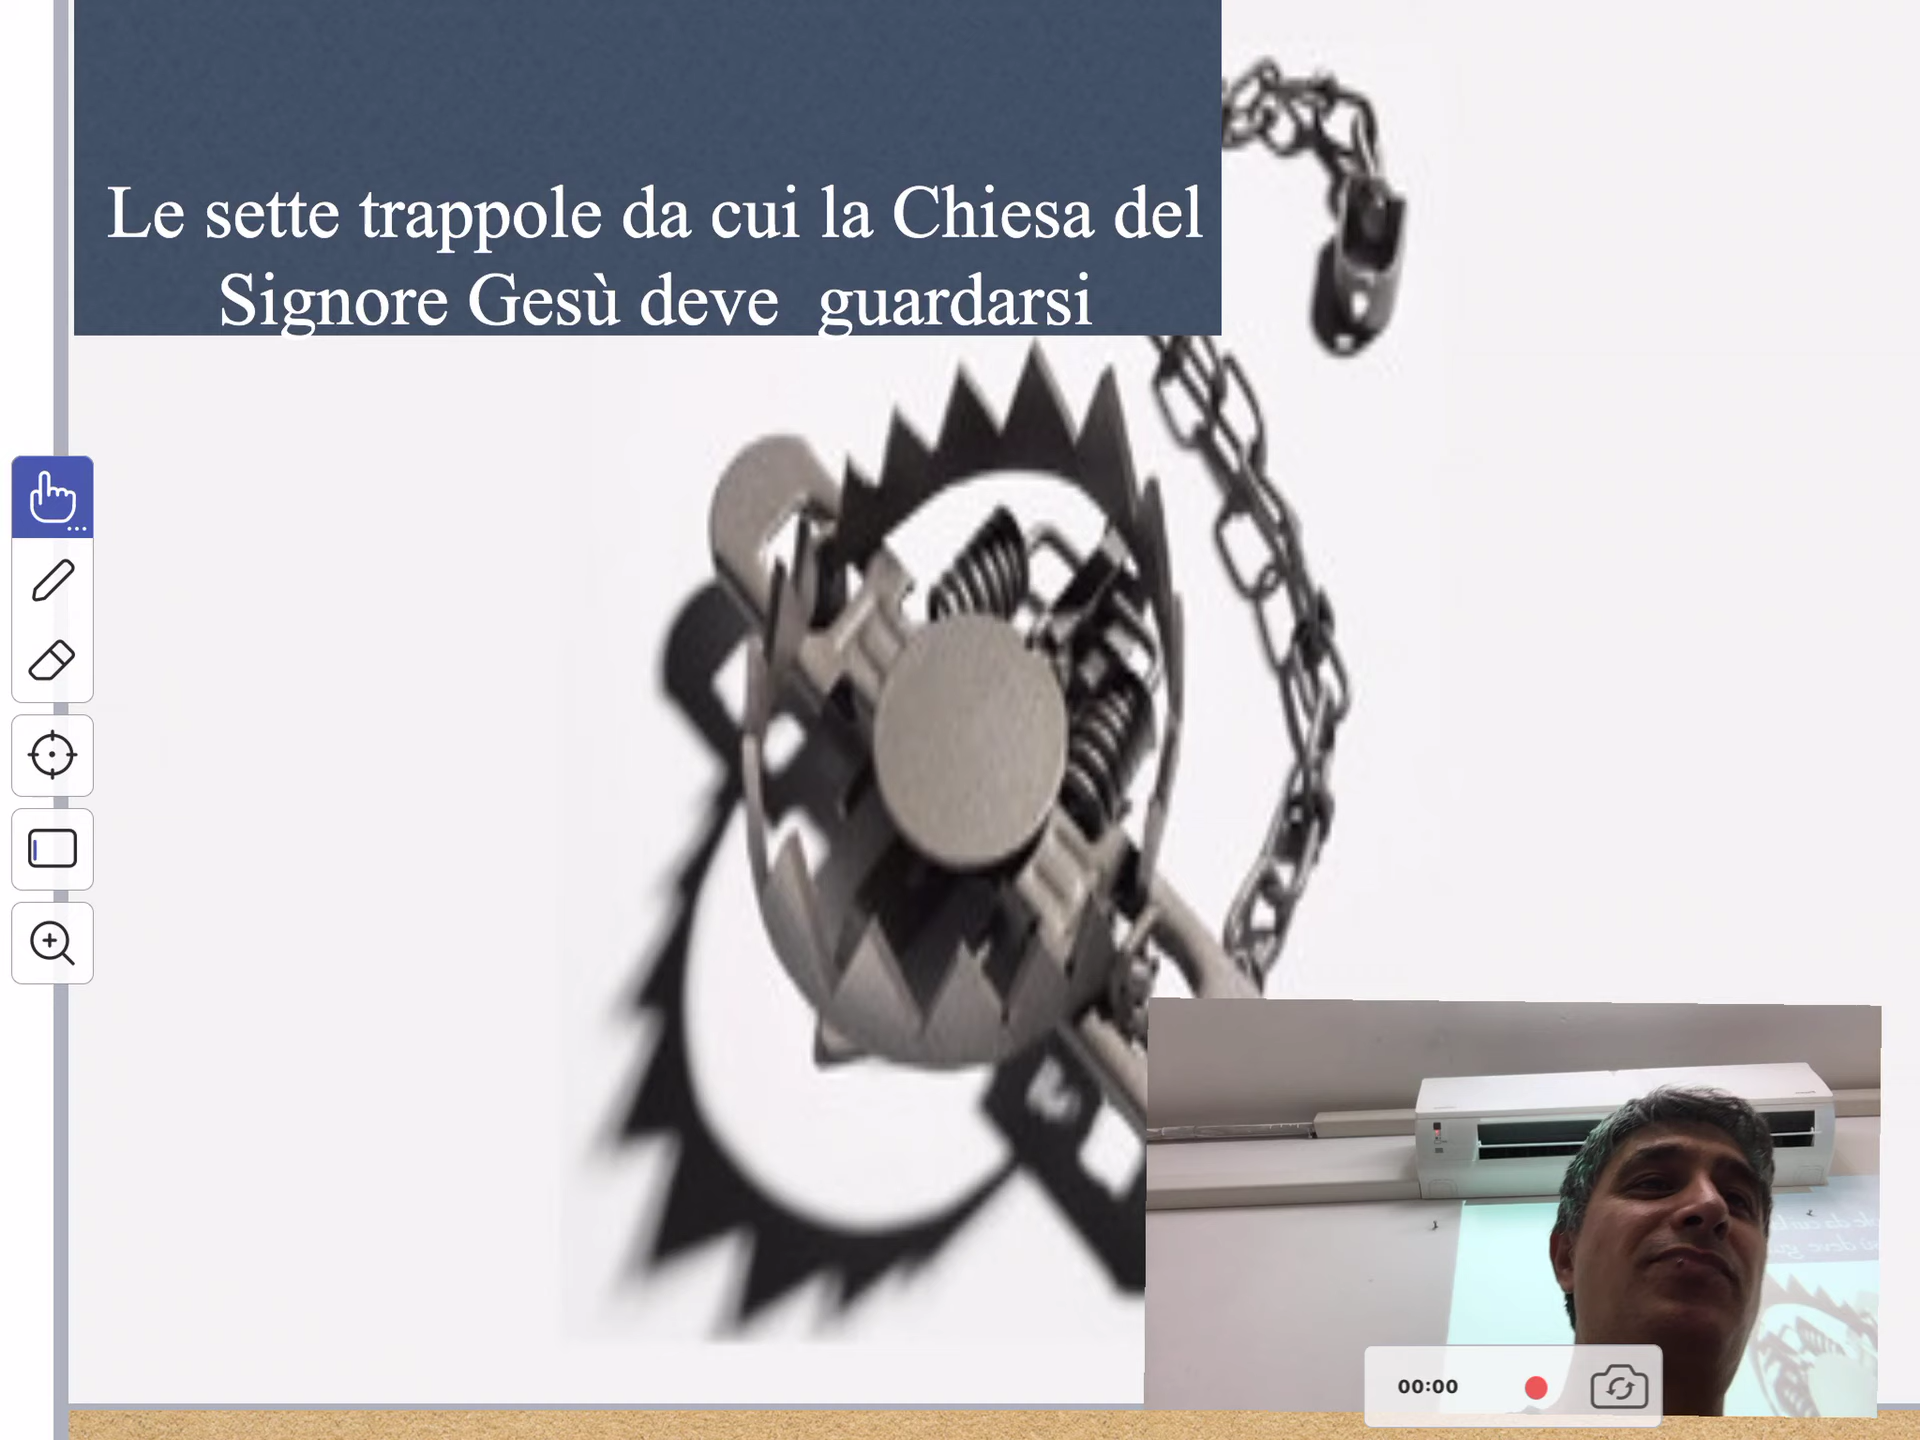 Le sette trappole da cui la Chiesa del
Signore Gesù deve guardarsi
00:00